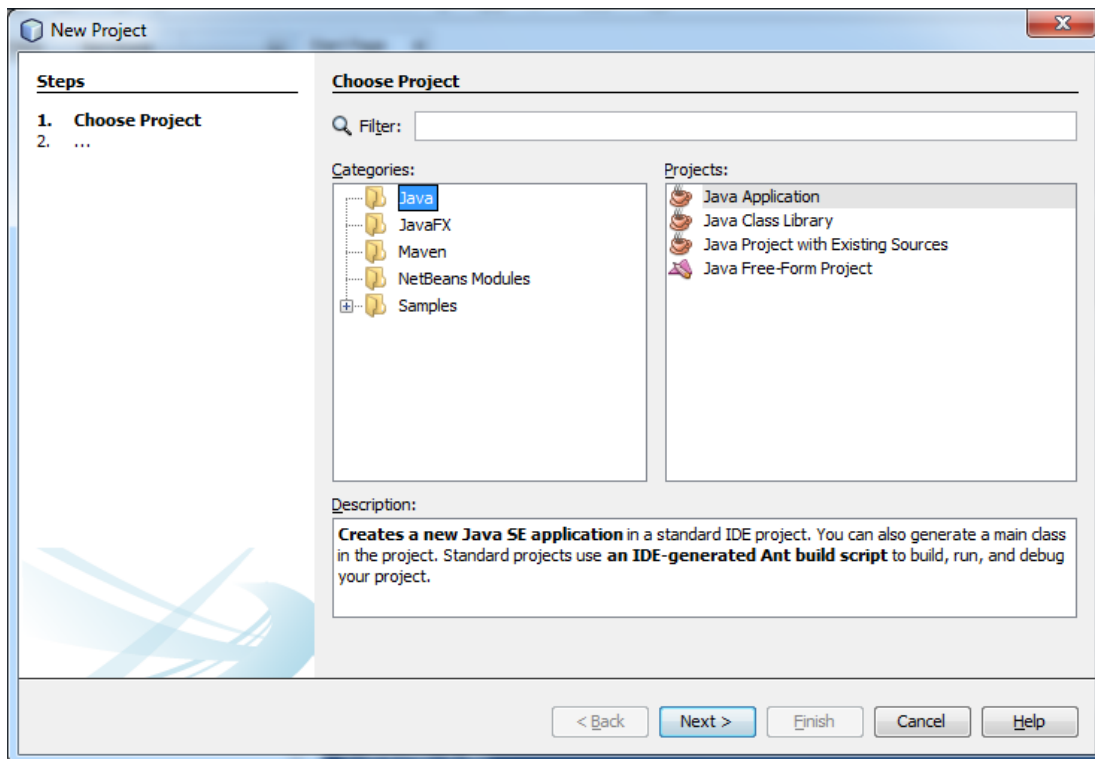 New Project
Steps
1. Choose Project
2. ...
Choose Project
Filter:
Categories:
Java
JavaFX
Maven
NetBeans Modules
Samples
Projects:
Java Application
Java Class Library
Java Project with Existing Sources
Java Free-Form Project
Description:
Creates a new Java SE application in a standard IDE project. You can also generate a main class
in the project. Standard projects use an IDE-generated Ant build script to build, run, and debug
your project.
< Back
Next >
Finish
Cancel
Help